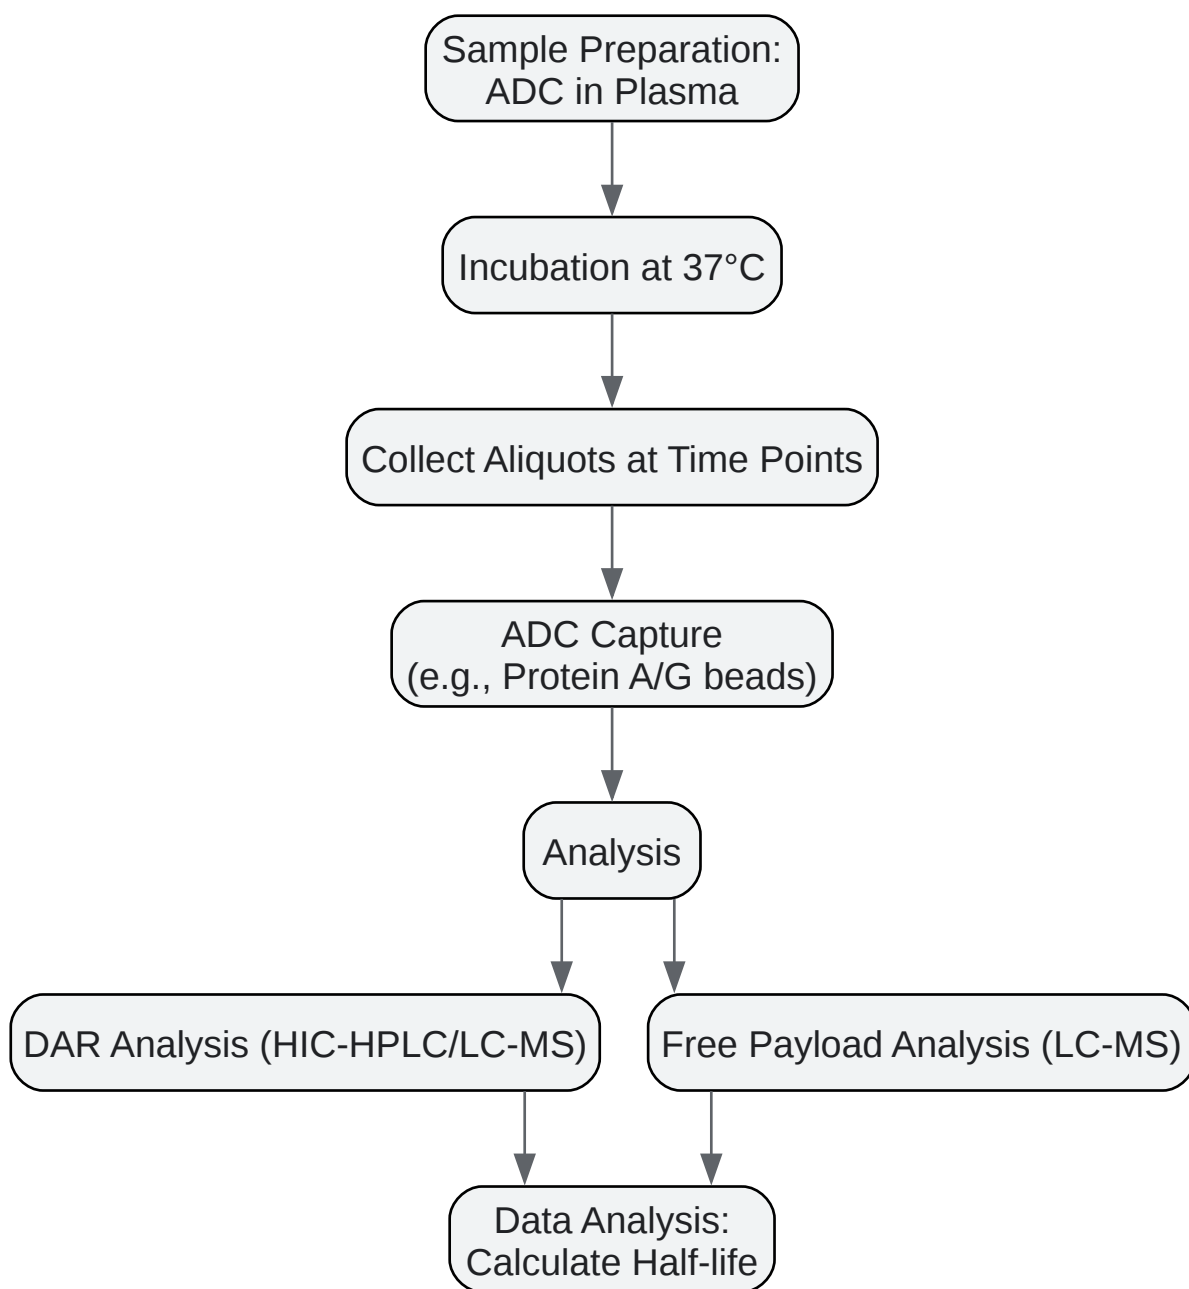 Sample Preparation:
ADC in Plasma
Incubation at 37°C
Collect Aliquots at Time Points
ADC Capture
(e.g., Protein A/G beads)
Analysis
DAR Analysis (HIC-HPLC/LC-MS)
Free Payload Analysis (LC-MS)
Data Analysis:
Calculate Half-life